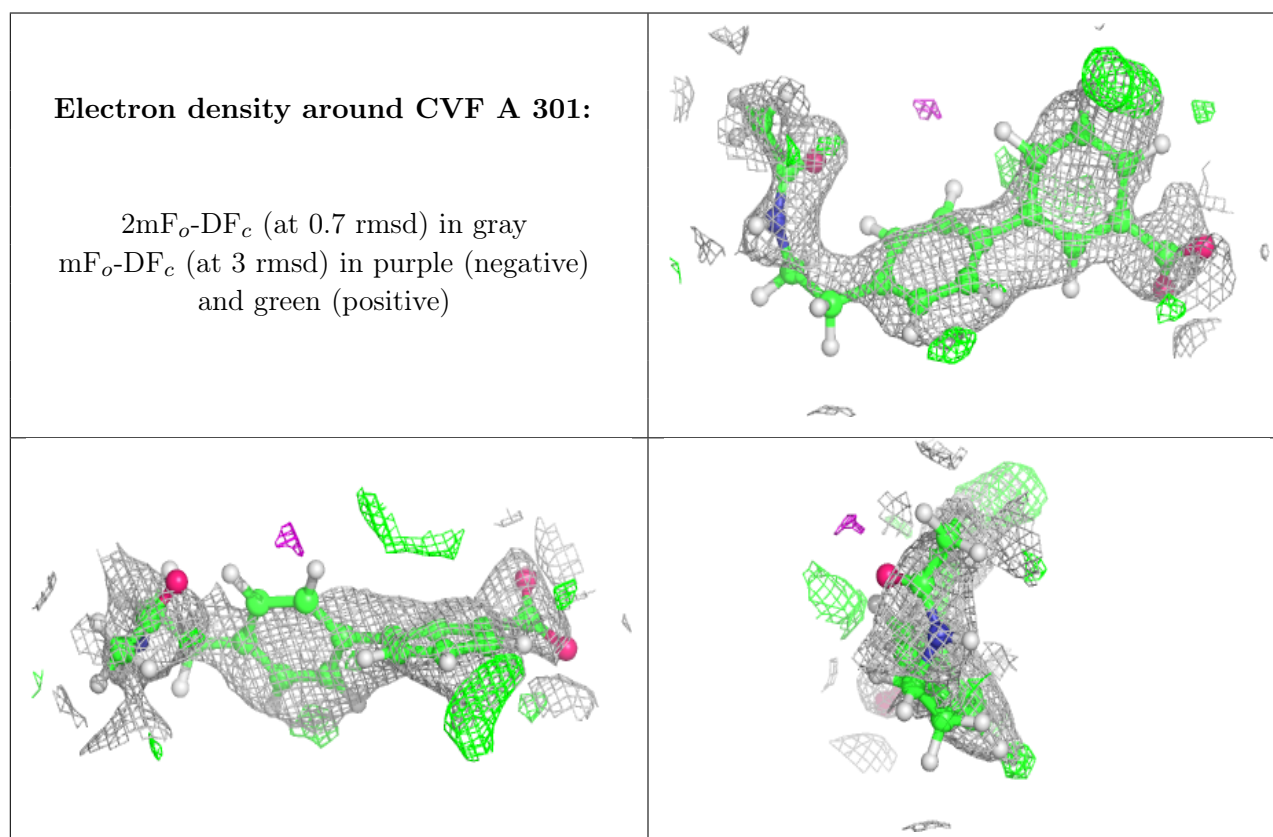 Electron density around CVF A 301:
2mFo-DFc (at 0.7 rmsd) in gray
mFo-DFc (at 3 rmsd) in purple (negative)
and green (positive)